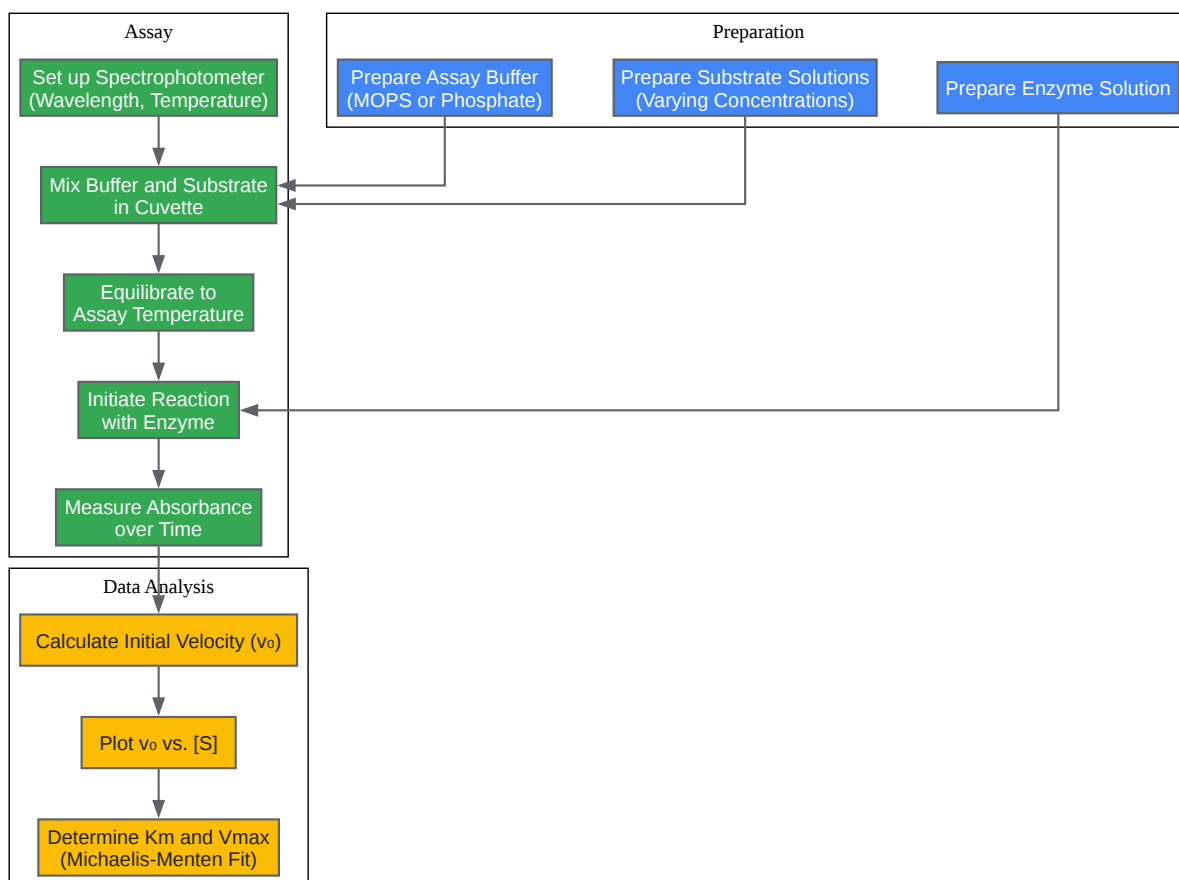 Assay
Set up Spectrophotometer
(Wavelength, Temperature)
Mix Buffer and Substrate
in Cuvette
Equilibrate to
Assay Temperature
Initiate Reaction
with Enzyme
Measure Absorbance
over Time
Preparation
Prepare Assay Buffer
(MOPS or Phosphate)
Prepare Substrate Solutions
(Varying Concentrations)
Prepare Enzyme Solution
Data Analysis
Calculate Initial Velocity (v₀)
Plot v₀ vs. [S]
Determine Km and Vmax
(Michaelis-Menten Fit)